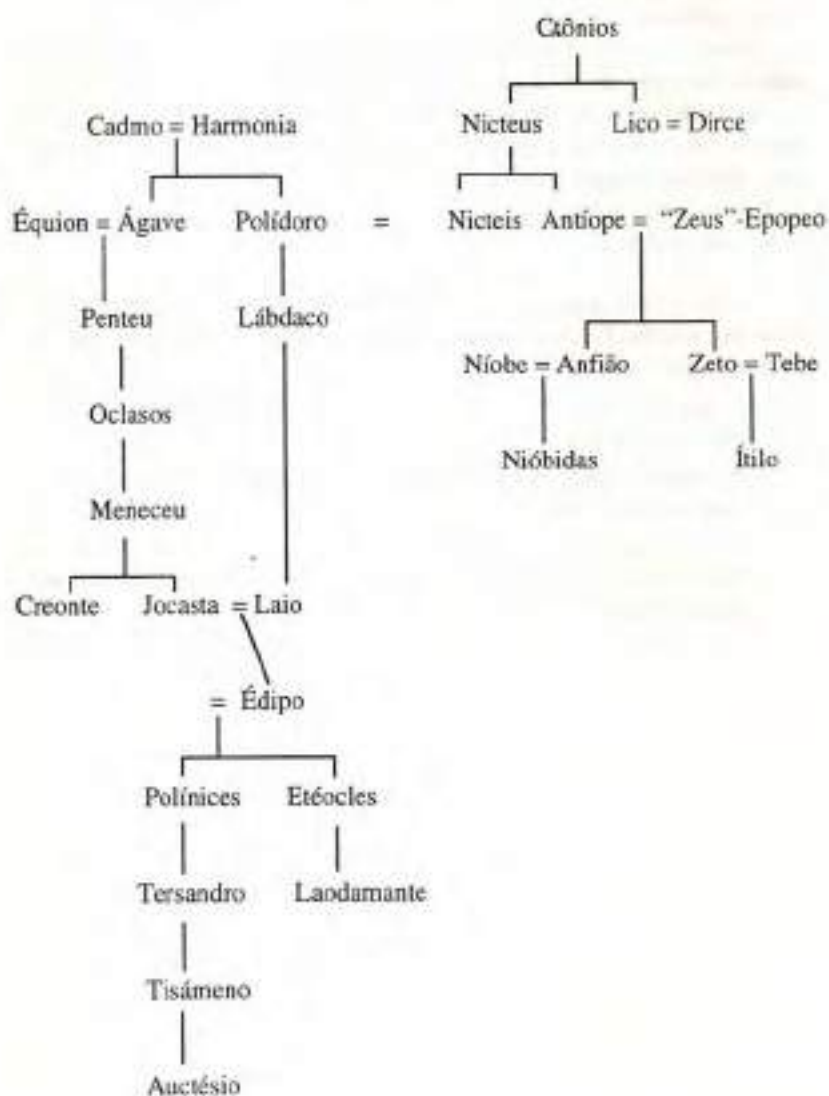 Ctônios
Cadmo = Harmonia Nicteus Lico = Dirce
Équion = Ágave Polídoro = Nicteis Antíope = "Zeus"-Epopeo
Penteu Lábdaco
Níobe = Anfião Zeto = Tebe
Oclasos
Nióbidas Ítilo
Meneceu
Creonte Jocasta = Laio
= Édipo
Polínices Etéocles
Tersandro Laodamante
Tisámeno
Auctésio